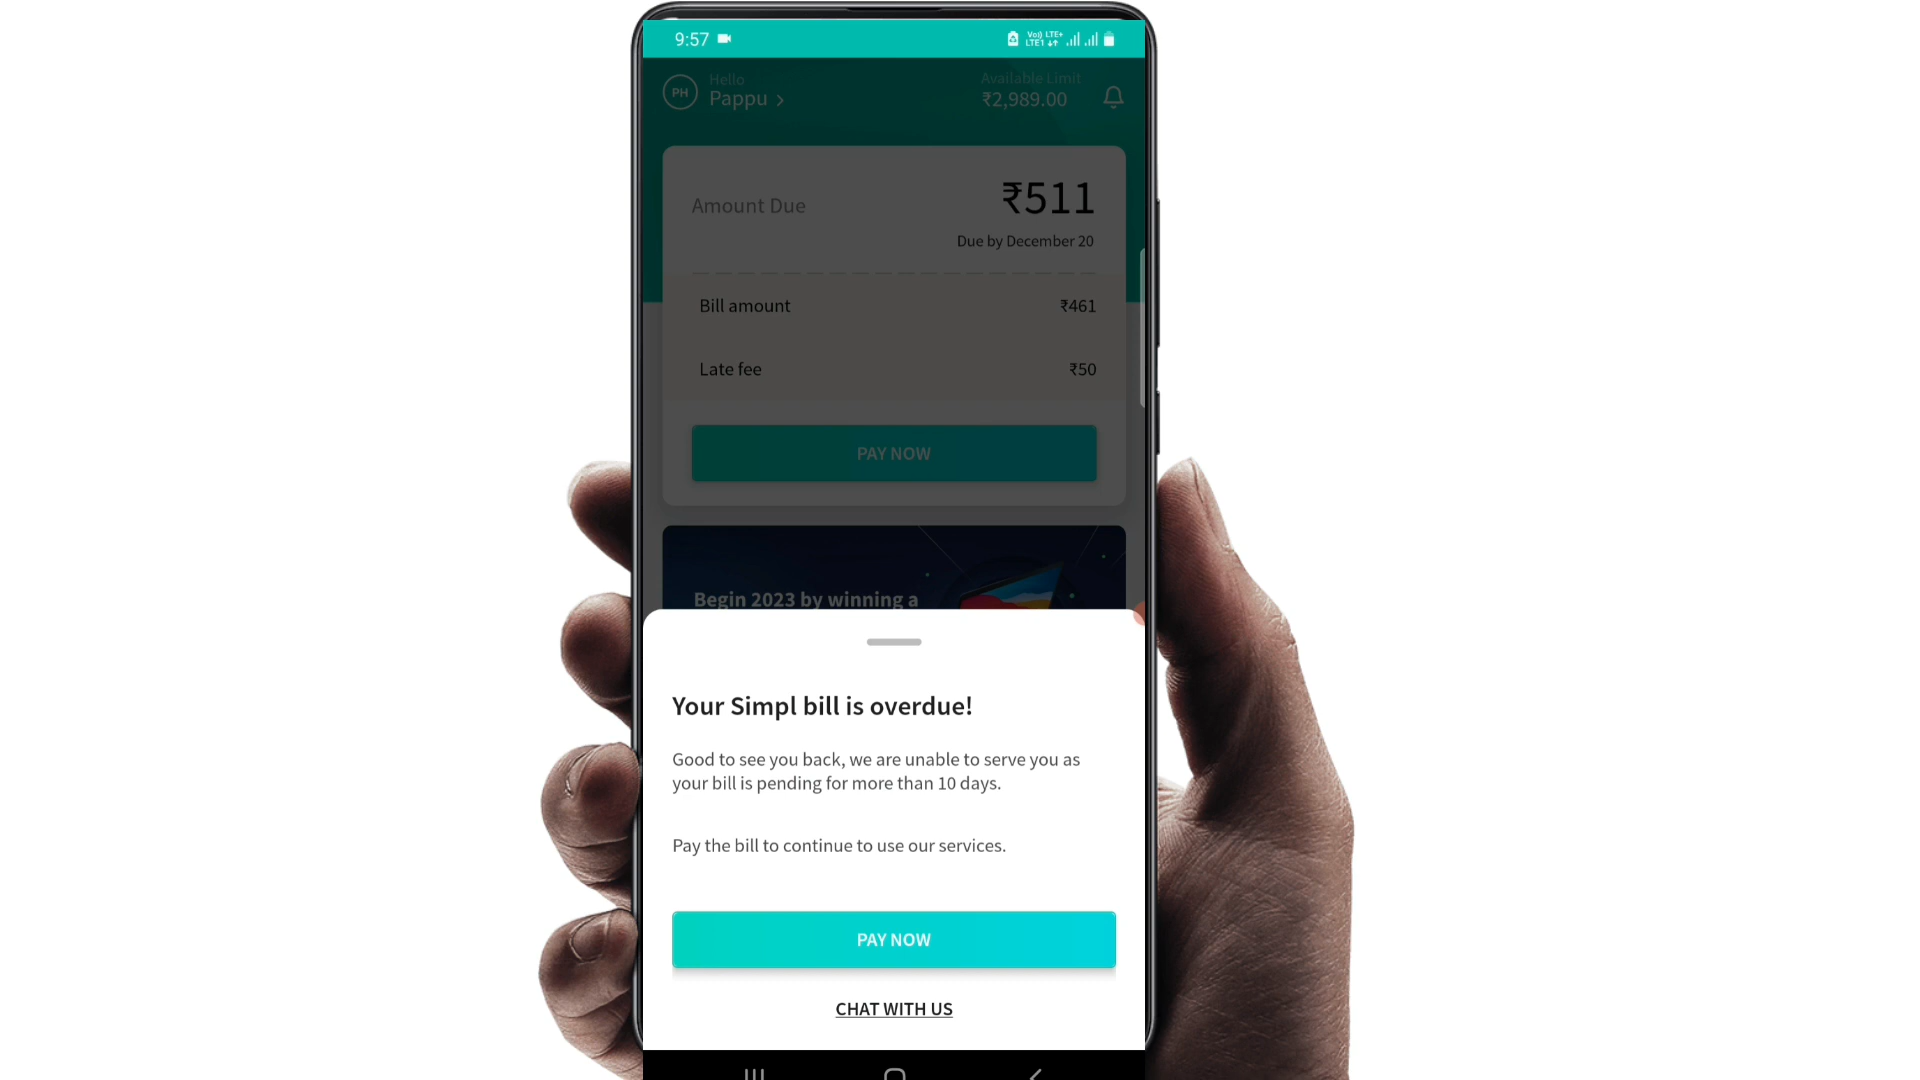 9:57
Vo) LTE+
LTE1
Hello
Available Limit
PH
Pappu
₹2,989.00
Amount Due
₹511
Due by December 20
Bill amount
₹461
Late fee
₹50
PAY NOW
Begin 2023 by winning a
Your Simpl bill is overdue!
Good to see you back, we are unable to serve you as
your bill is pending for more than 10 days.
Pay the bill to continue to use our services.
PAY NOW
CHAT WITH US